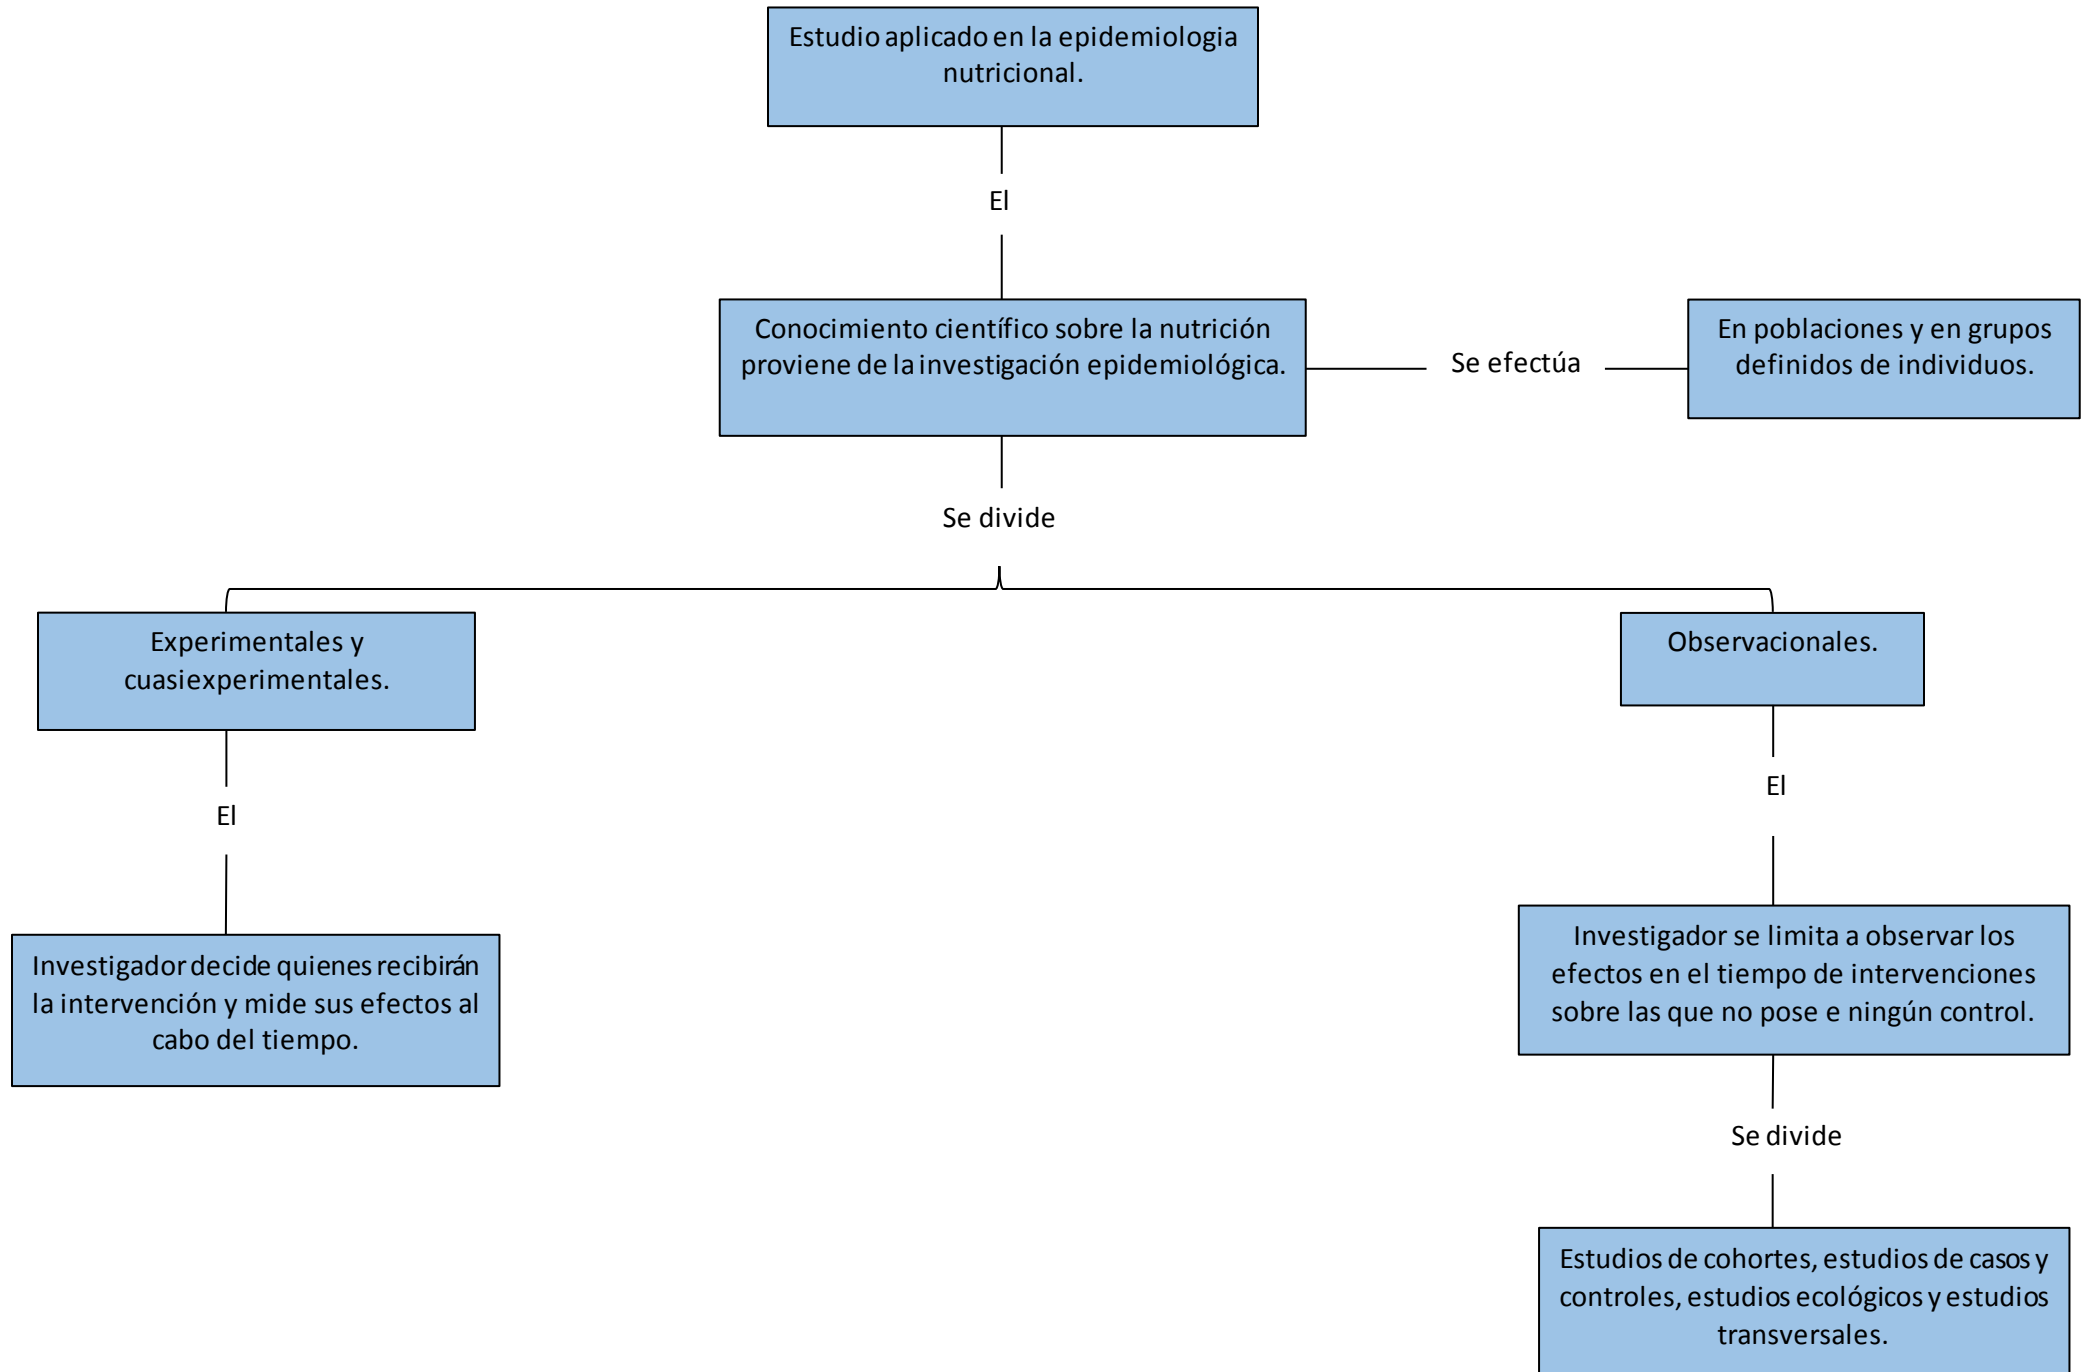 Estudio aplicado en la epidemiologia
nutricional.
El
Conocimiento científico sobre la nutrición
proviene de la investigación epidemiológica.
Se efectúa
En poblaciones y en grupos
definidos de individuos.
Se divide
Experimentales y
cuasiexperimentales.
Observacionales.
El
El
Investigador decide quienes recibirán
la intervención y mide sus efectos al
cabo del tiempo.
Investigador se limita a observar los
efectos en el tiempo de intervenciones
sobre las que no pose e ningún control.
Se divide
Estudios de cohortes, estudios de casos y
controles, estudios ecológicos y estudios
transversales.